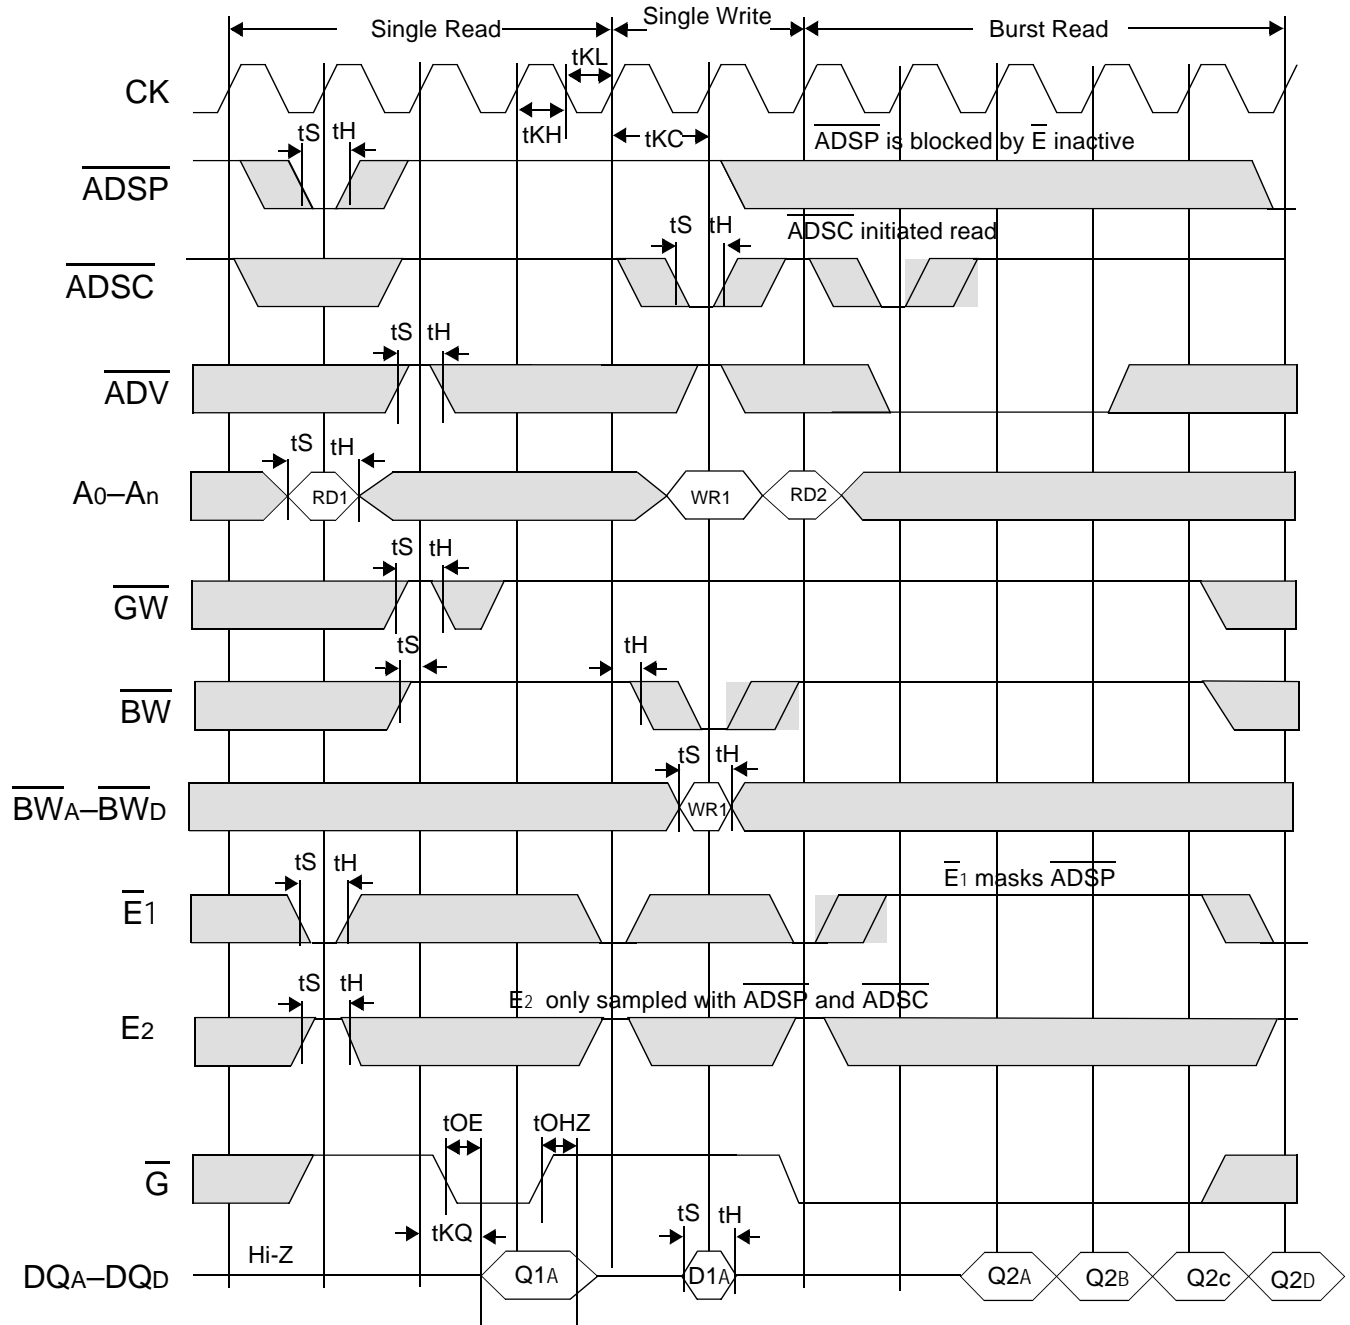 Single Read
Single Write
Burst Read
CK
tKL
tKH
tKC
tS tH
ADSP is blocked by E inactive
ADSP
tS tH
ADSC initiated read
ADSC
tS tH
ADV
tS tH
A0–An
RD1
WR1
RD2
tS tH
GW
tS
tH
BW
tS tH
BWA–BWD
WR1
tS tH
E1 masks ADSP
E1
tS tH
E2 only sampled with ADSP and ADSC
E2
tOE
tOHZ
G
tKQ
tS tH
Hi-Z
DQA–DQD
Q1A
D1A
Q2A
Q2B
Q2c
Q2D